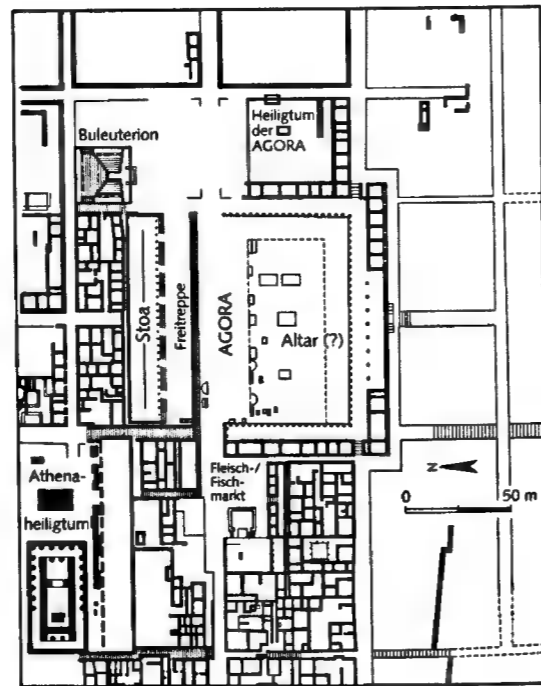 Buleuterion
Heiligtum
der
AGORA
Stoa
Freitreppe
AGORA
Altar (?)
Athena-
heiligtum
Fleisch-/
Fisch-
markt
N
0 50 m